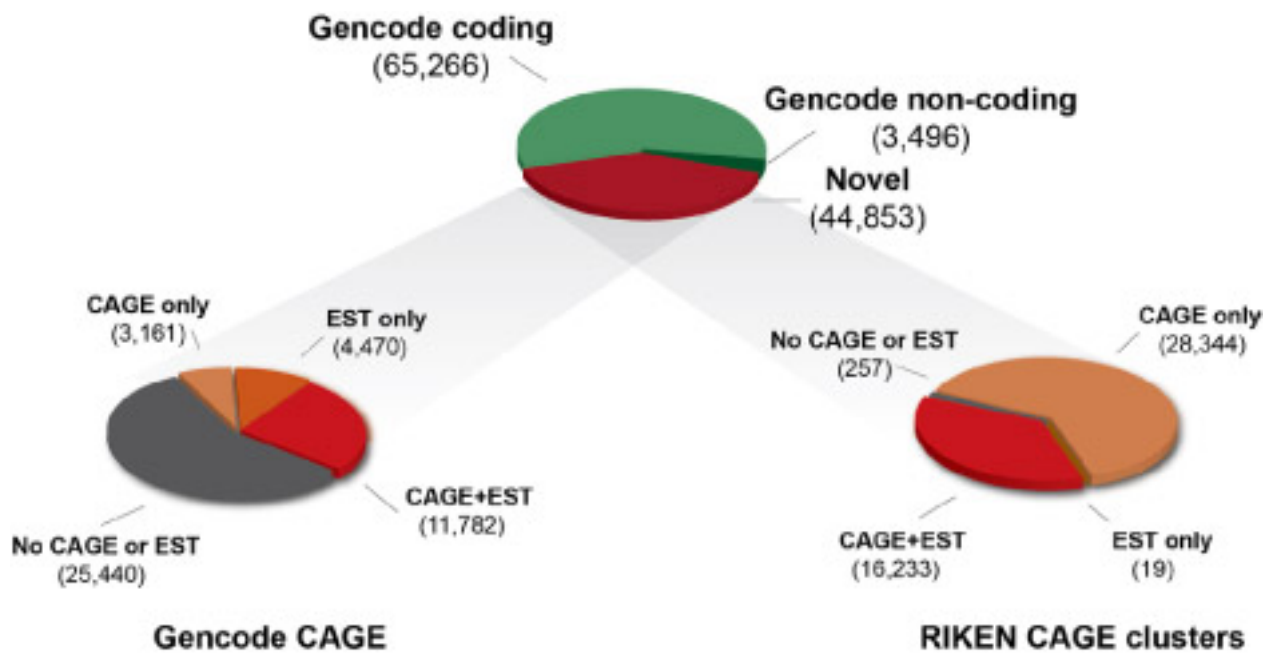 Gencode coding
(65,266)
Gencode non-coding
(3,496)
Novel
(44,853)
CAGE only
(3,161)
EST only
(4,470)
CAGE+EST
(11,782)
No CAGE or EST
(25,440)
Gencode CAGE
No CAGE or EST
(257)
CAGE only
(28,344)
CAGE+EST
(16,233)
EST only
(19)
RIKEN CAGE clusters